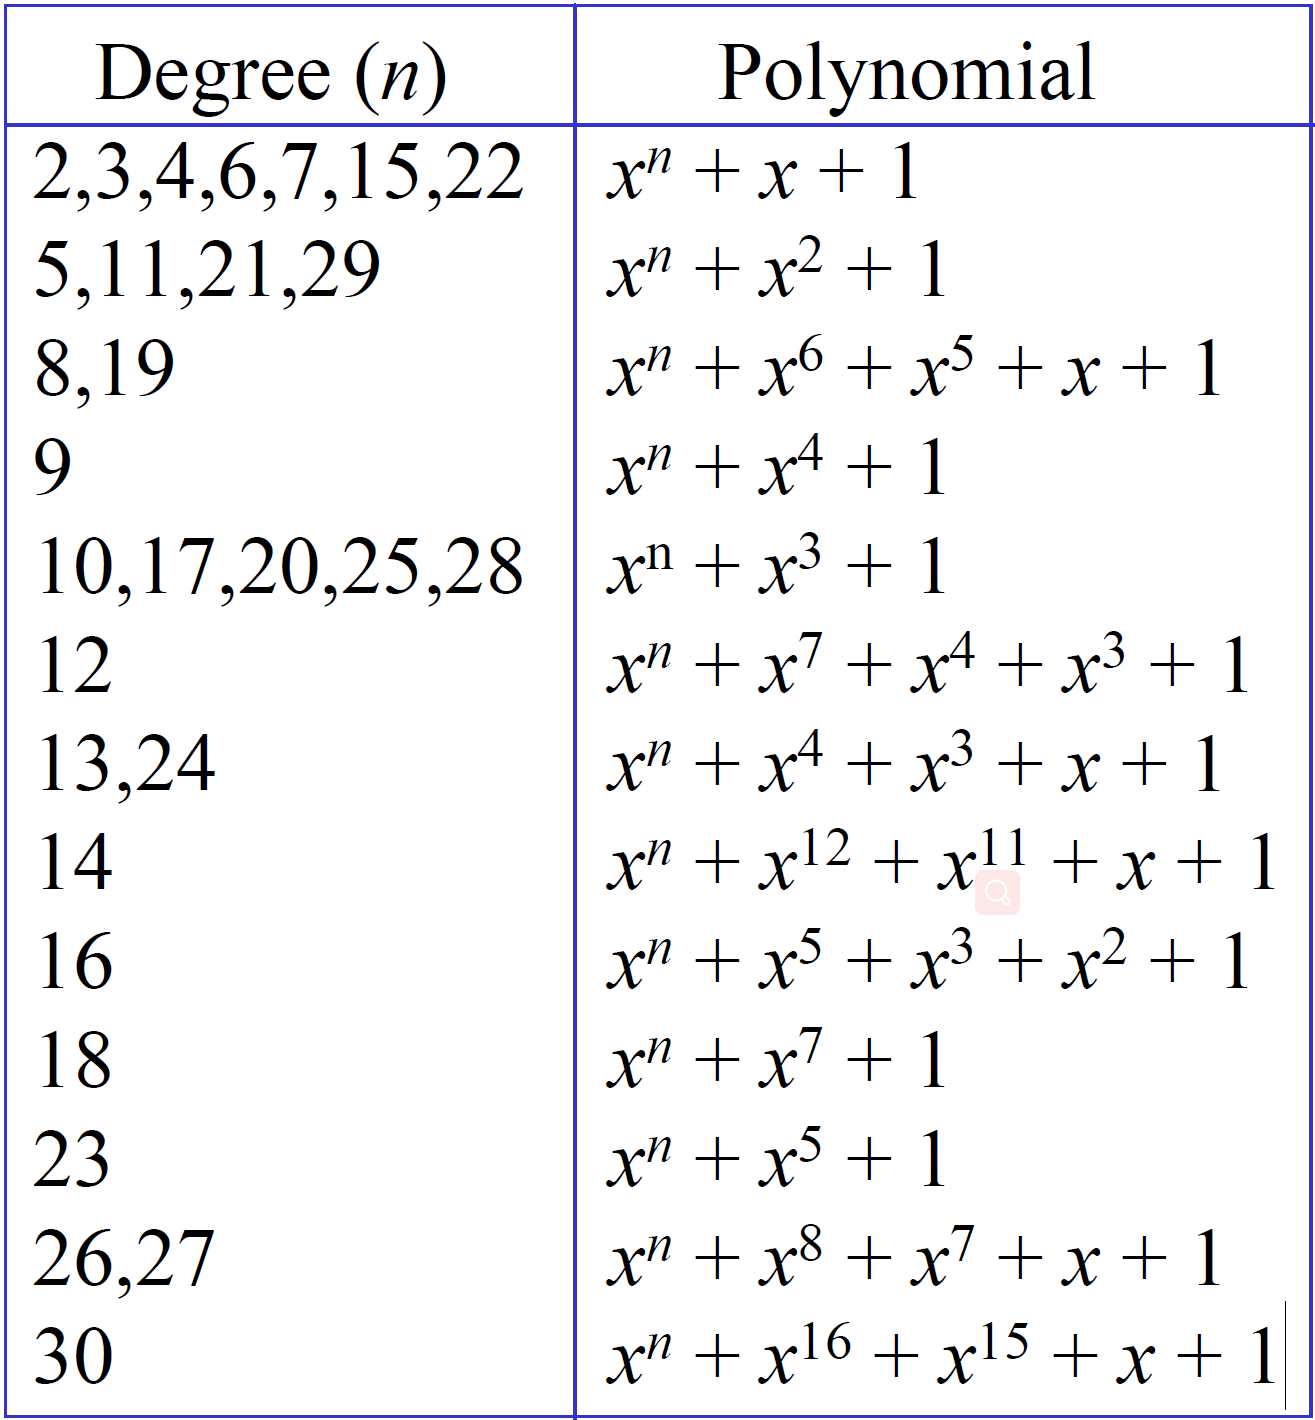 Degree (n) Polynomial
2,3,4,6,7,15,22 xⁿ + x + 1
5,11,21,29 xⁿ + x² + 1
8,19 xⁿ + x⁶ + x⁵ + x + 1
9 xⁿ + x⁴ + 1
10,17,20,25,28 xⁿ + x³ + 1
12 xⁿ + x⁷ + x⁴ + x³ + 1
13,24 xⁿ + x⁴ + x³ + x + 1
14 xⁿ + x¹² + x¹¹ + x + 1
16 xⁿ + x⁵ + x³ + x² + 1
18 xⁿ + x⁷ + 1
23 xⁿ + x⁵ + 1
26,27 xⁿ + x⁸ + x⁷ + x + 1
30 xⁿ + x¹⁶ + x¹⁵ + x + 1